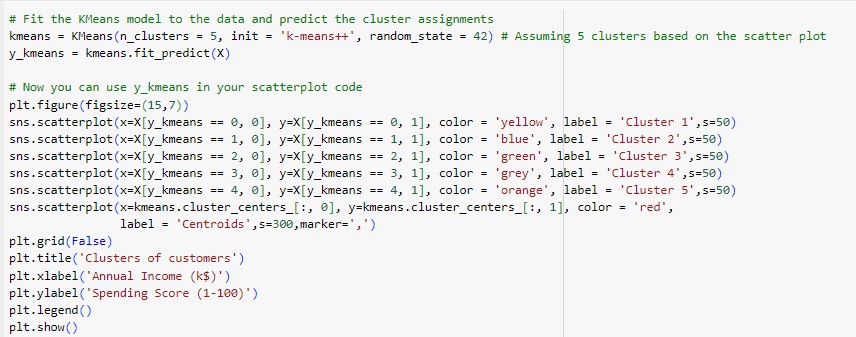 # Fit the KMeans model to the data and predict the cluster assignments
kmeans = KMeans(n_clusters = 5, init = 'k-means++', random_state = 42) # Assuming 5 clusters based on the scatter plot
y_kmeans = kmeans.fit_predict(X)
# Now you can use y_kmeans in your scatterplot code
plt.figure(figsize=(15,7))
sns.scatterplot(x=X[y_kmeans == 0, 0], y=X[y_kmeans == 0, 1], color = 'yellow', label = 'Cluster 1',s=50)
sns.scatterplot(x=X[y_kmeans == 1, 0], y=X[y_kmeans == 1, 1], color = 'blue', label = 'Cluster 2',s=50)
sns.scatterplot(x=X[y_kmeans == 2, 0], y=X[y_kmeans == 2, 1], color = 'green', label = 'Cluster 3',s=50)
sns.scatterplot(x=X[y_kmeans == 3, 0], y=X[y_kmeans == 3, 1], color = 'grey', label = 'Cluster 4',s=50)
sns.scatterplot(x=X[y_kmeans == 4, 0], y=X[y_kmeans == 4, 1], color = 'orange', label = 'Cluster 5',s=50)
sns.scatterplot(x=kmeans.cluster_centers_[:, 0], y=kmeans.cluster_centers_[:, 1], color = 'red',
label = 'Centroids',s=300,marker=',')
plt.grid(False)
plt.title('Clusters of customers')
plt.xlabel('Annual Income (k$)')
plt.ylabel('Spending Score (1-100)')
plt.legend()
plt.show()